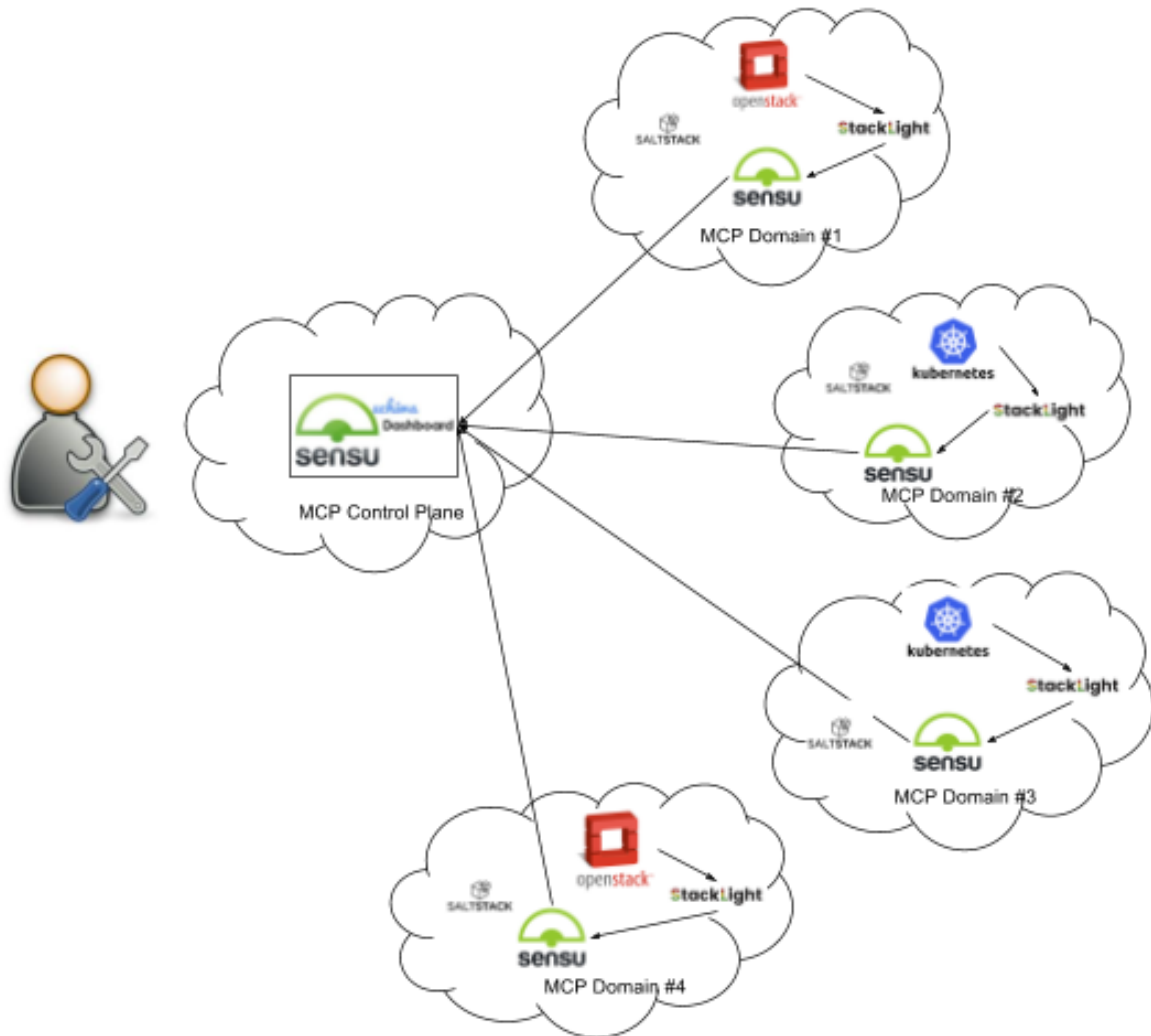 openstack
SALTSTACK
StackLight
sensu
MCP Domain #1
kubernetes
SALTSTACK
StackLight
sensu
MCP Domain #2
Dashboard
sensu
MCP Control Plane
kubernetes
StackLight
SALTSTACK
sensu
MCP Domain #3
openstack
SALTSTACK
StackLight
sensu
MCP Domain #4